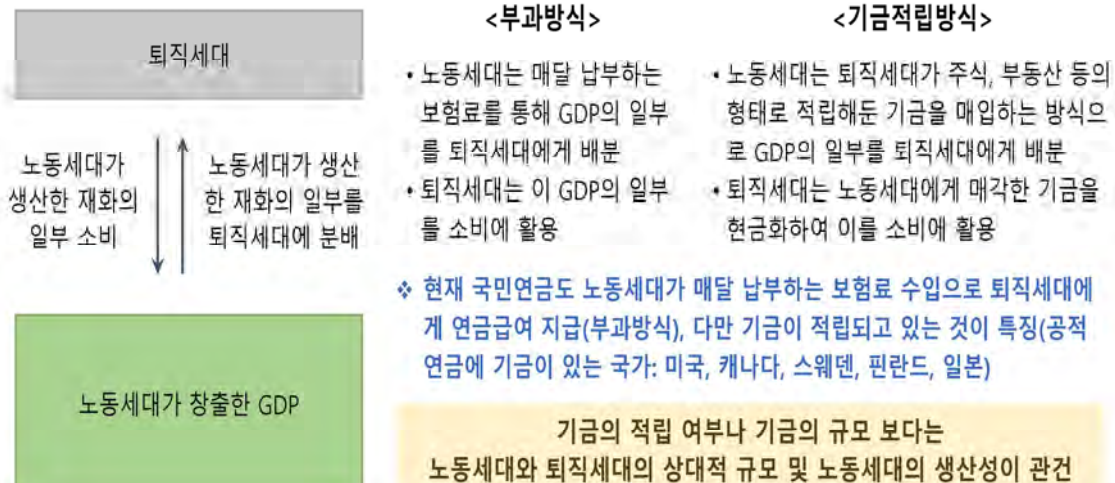 퇴직세대
노동세대가
생산한 재화의
일부 소비
노동세대가 생산
한 재화의 일부를
퇴직세대에 분배
노동세대가 창출한 GDP
<부과방식>
• 노동세대는 매달 납부하는
보험료를 통해 GDP의 일부
를 퇴직세대에게 배분
• 퇴직세대는 이 GDP의 일부
를 소비에 활용
<기금적립방식>
• 노동세대는 퇴직세대가 주식, 부동산 등의
형태로 적립해둔 기금을 매입하는 방식으
로 GDP의 일부를 퇴직세대에게 배분
• 퇴직세대는 노동세대에게 매각한 기금을
현금화하여 이를 소비에 활용
❖ 현재 국민연금도 노동세대가 매달 납부하는 보험료 수입으로 퇴직세대에
게 연금급여 지급(부과방식), 다만 기금이 적립되고 있는 것이 특징(공적
연금에 기금이 있는 국가: 미국, 캐나다, 스웨덴, 핀란드, 일본)
기금의 적립 여부나 기금의 규모 보다는
노동세대와 퇴직세대의 상대적 규모 및 노동세대의 생산성이 관건